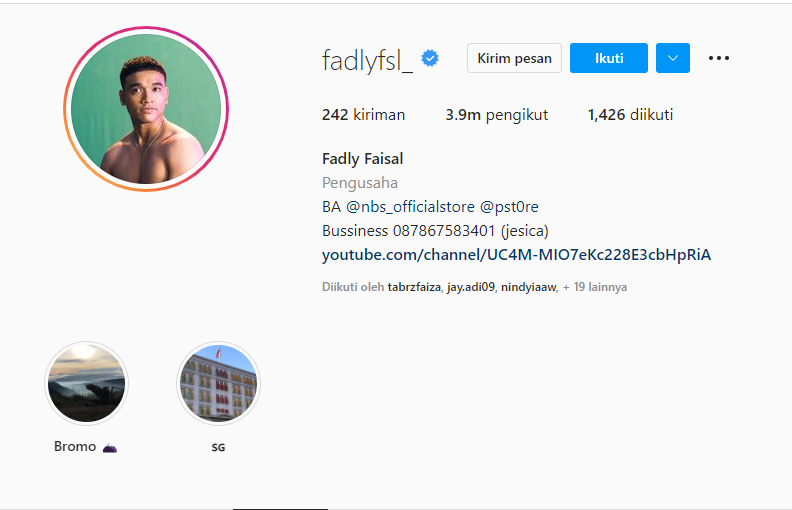 fadlyfsl_ Kirim pesan Ikuti
242 kiriman 3.9m pengikut 1,426 diikuti
Fadly Faisal
Pengusaha
BA @nbs_officialstore @pst0re
Bussiness 087867583401 (jesica)
youtube.com/channel/UC4M-MIO7eKc228E3cbHpRiA
Diikuti oleh tabrzfaiza, jay.adi09, nindyiaaw, + 19 lainnya
Bromo SG